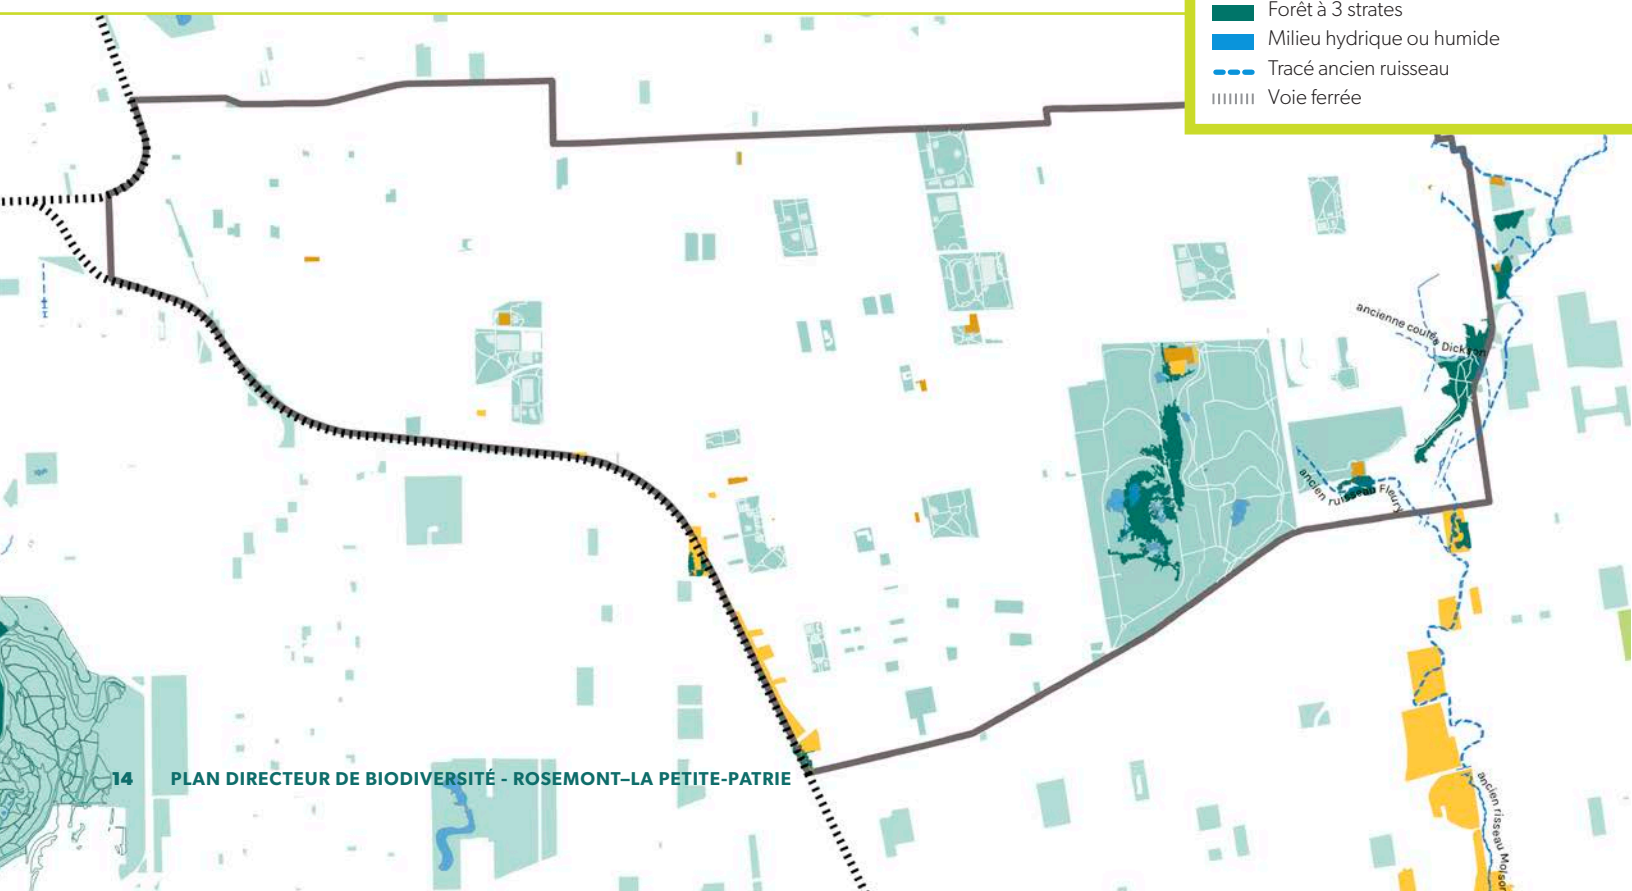 Forêt à 3 strates
Milieu hydrique ou humide
Tracé ancien ruisseau
Voie ferrée
ancienne coulée Dickson
ancien ruisseau Fleury
14 PLAN DIRECTEUR DE BIODIVERSITÉ - ROSEMONT–LA PETITE-PATRIE
ancien risseau Molson